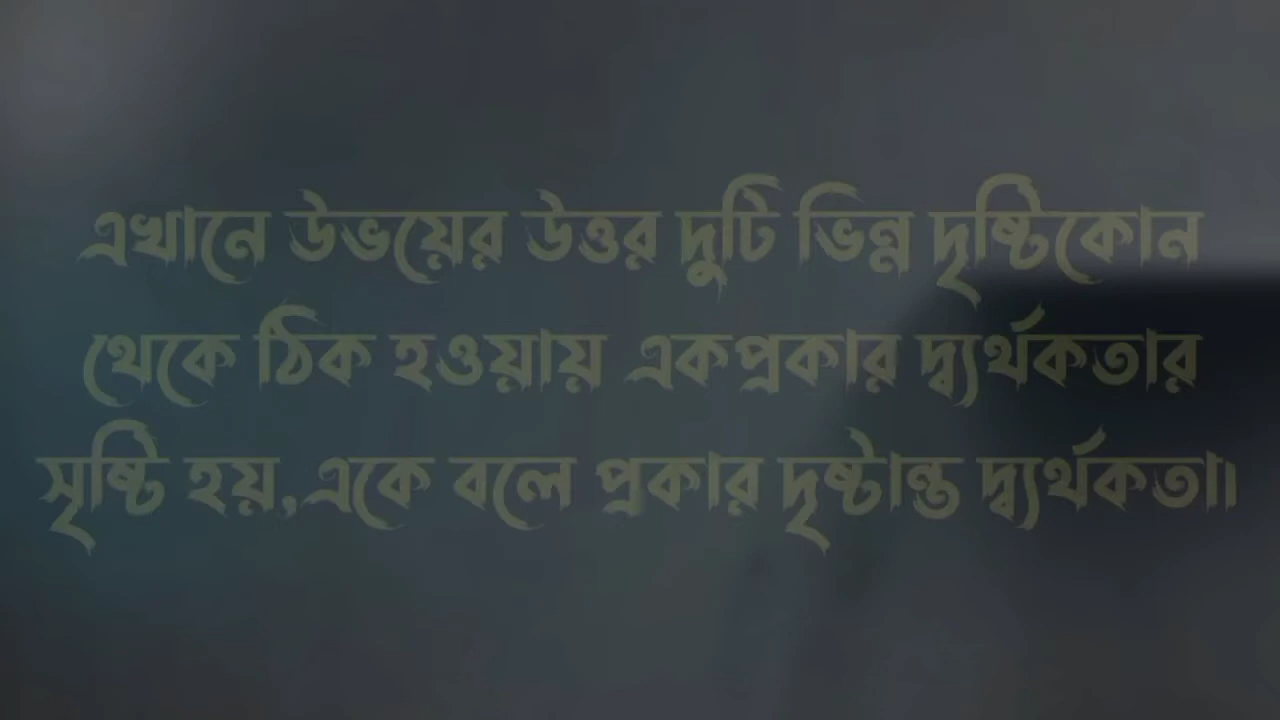 এখানে উভয়ের উত্তর দুটি ভিন্ন দৃষ্টিকোন
থেকে ঠিক হওয়ায় একপ্রকার দ্ব্যর্থকতার
সৃষ্টি হয়,একে বলে প্রকার দৃষ্টান্ত দ্ব্যর্থকতা।